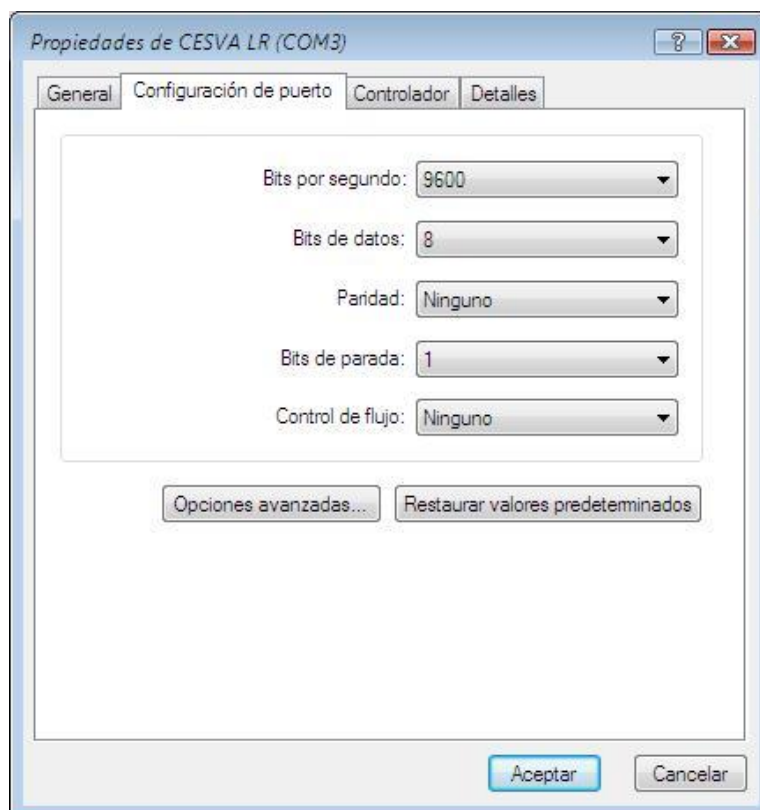 Propiedades de CESVA LR (COM3)
General Configuración de puerto Controlador Detalles
Bits por segundo: 9600
Bits de datos: 8
Paridad: Ninguno
Bits de parada: 1
Control de flujo: Ninguno
Opciones avanzadas... Restaurar valores predeterminados
Aceptar Cancelar